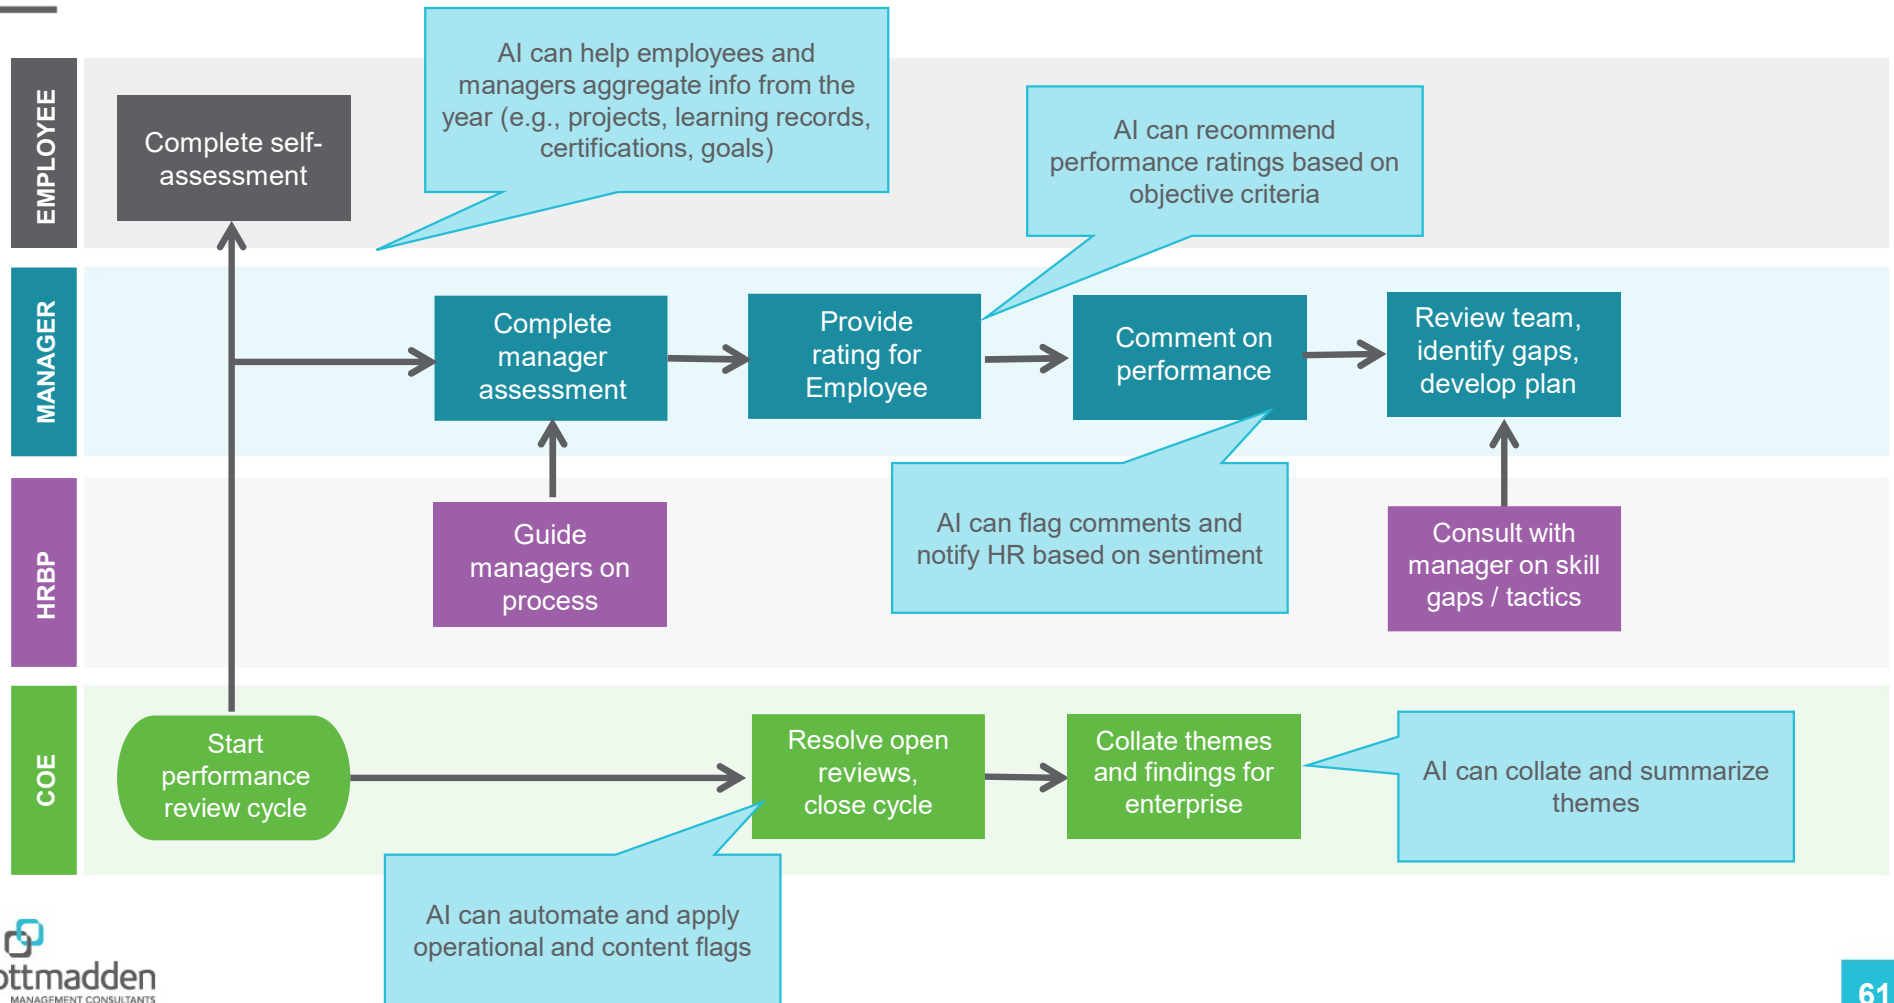 AI can help employees and
managers aggregate info from the
year (e.g., projects, learning records,
certifications, goals)
AI can recommend
performance ratings based on
objective criteria
EMPLOYEE
Complete self-
assessment
MANAGER
Complete
manager
assessment
Provide
rating for
Employee
Comment on
performance
Review team,
identify gaps,
develop plan
HRBP
Guide
managers on
process
AI can flag comments and
notify HR based on sentiment
Consult with
manager on skill
gaps / tactics
COE
Start
performance
review cycle
Resolve open
reviews,
close cycle
Collate themes
and findings for
enterprise
AI can collate and summarize
themes
AI can automate and apply
operational and content flags
ottmadden
MANAGEMENT CONSULTANTS
61